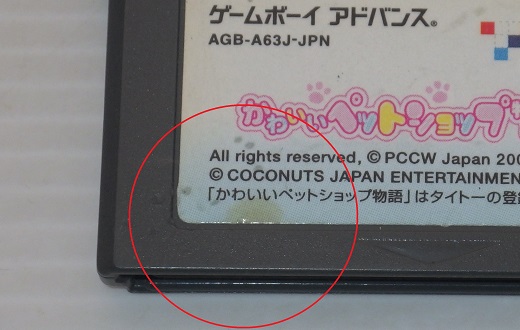 ゲームボーイ アドバンス®
AGB-A63J-JPN
かわいいペットショップ
All rights reserved, © PCCW Japan 200
© COCONUTS JAPAN ENTERTAINMEN
「かわいいペットショップ物語」はタイトーの登